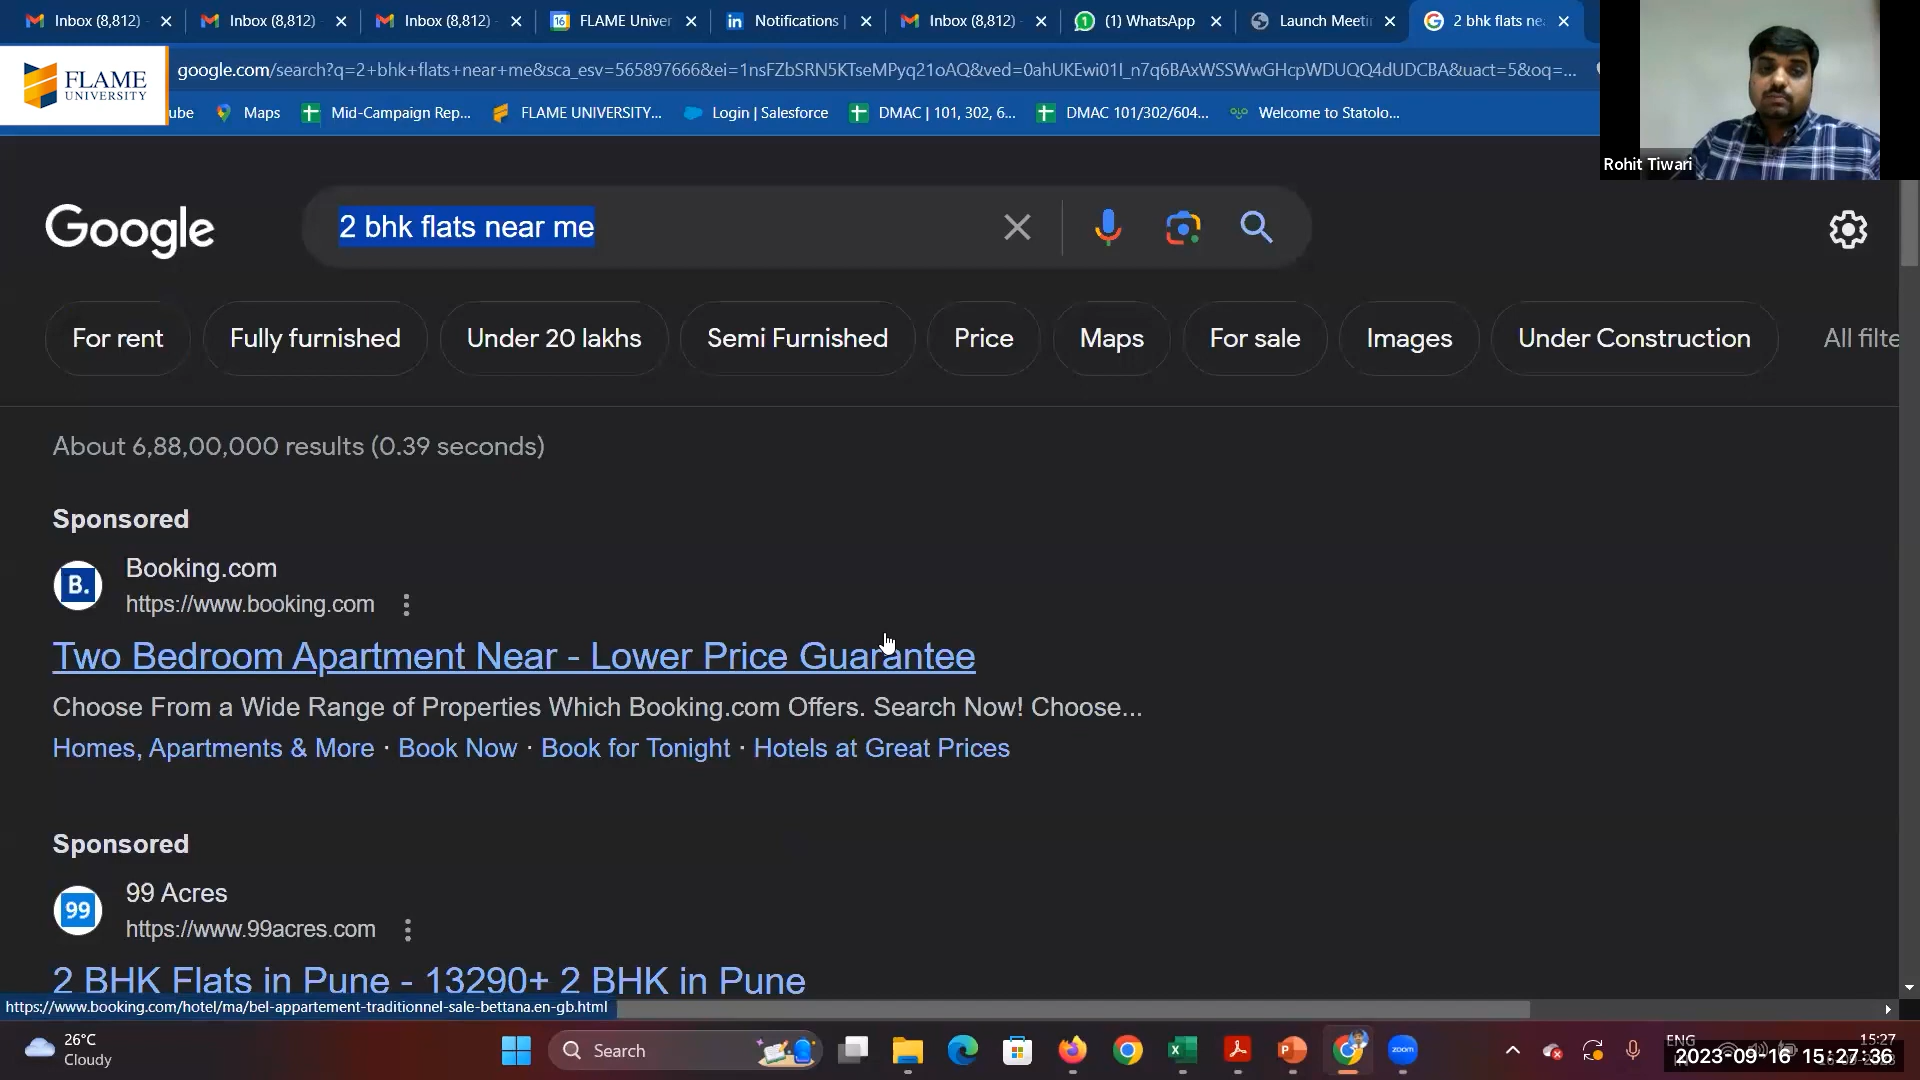 Inbox (8,812)
Inbox (8,812)
Inbox (8,812)
FLAME Univer
Notifications |
Inbox (8,812)
(1) WhatsApp
Launch Meeti
2 bhk flats ne
FLAME
UNIVERSITY
google.com/search?q=2+bhk+flats+near+me&sca_esv=565897666&ei=1nsFZbSRN5KTseMPyq21oAQ&ved=0ahUKEwi01I_n7q6BAxWSSWwGHcpWDUQQ4dUDCBA&uact=5&oq=...
ube
Maps
Mid-Campaign Rep...
FLAME UNIVERSITY...
Login | Salesforce
DMAC | 101, 302, 6...
DMAC 101/302/604...
Welcome to Statolo...
Rohit Tiwari
Google
2 bhk flats near me
For rent
Fully furnished
Under 20 lakhs
Semi Furnished
Price
Maps
For sale
Images
Under Construction
All filte
About 6,88,00,000 results (0.39 seconds)
Sponsored
B.
Booking.com
https://www.booking.com
Two Bedroom Apartment Near - Lower Price Guarantee
Choose From a Wide Range of Properties Which Booking.com Offers. Search Now! Choose...
Homes, Apartments & More · Book Now · Book for Tonight · Hotels at Great Prices
Sponsored
99
99 Acres
https://www.99acres.com
2 BHK Flats in Pune - 13290+ 2 BHK in Pune
https://www.booking.com/hotel/ma/bel-appartement-traditionnel-sale-bettana.en-gb.html
26°C
Cloudy
Search
zoom
ENG
15:27
2023-09-16 15:27:36